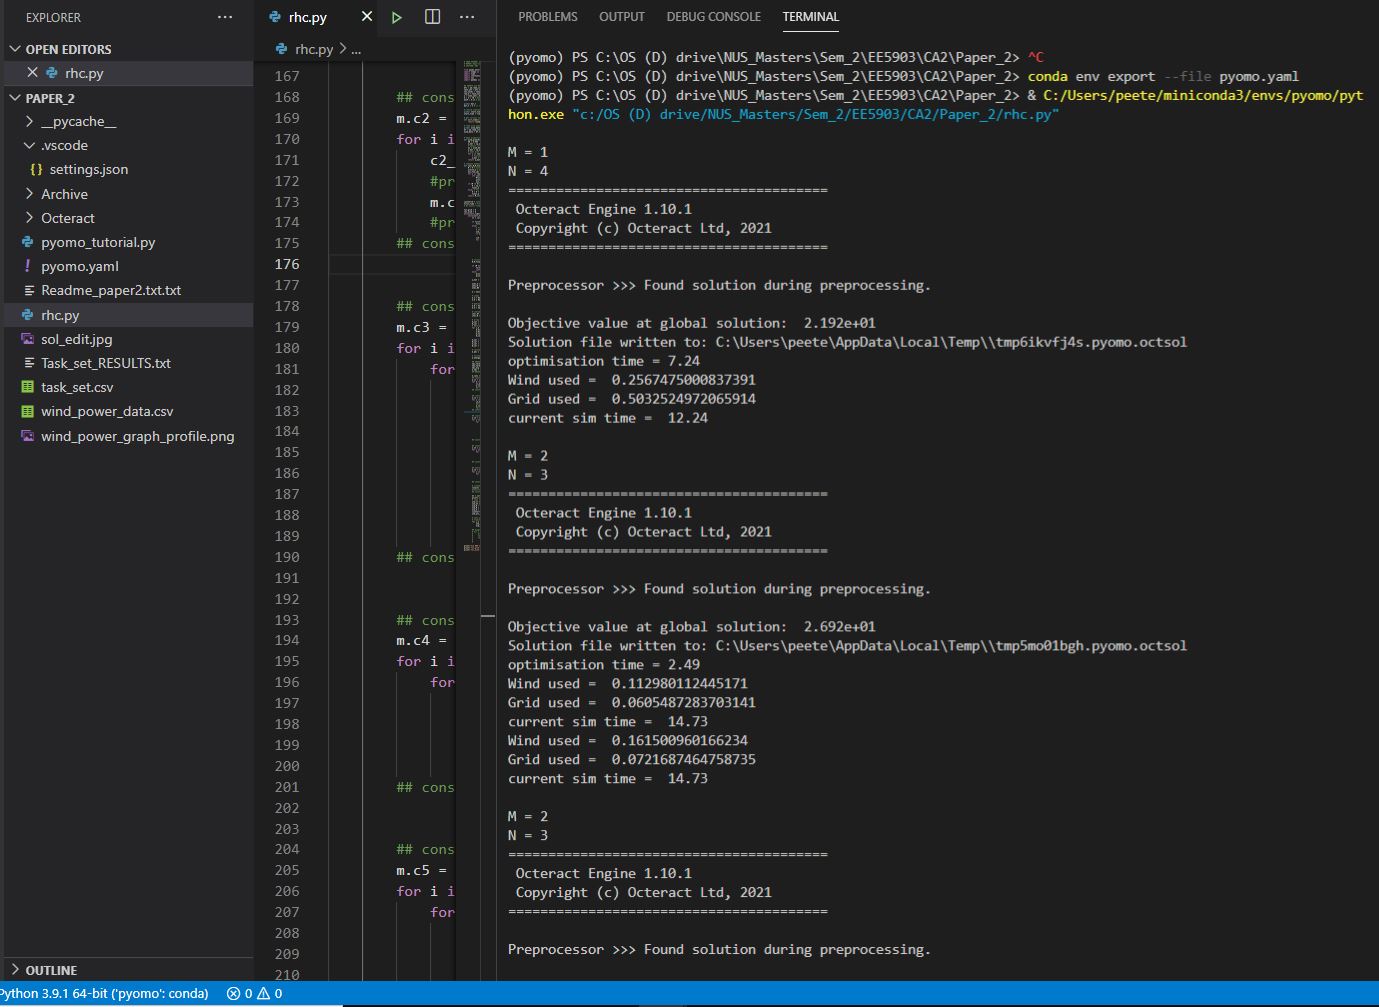 EXPLORER
OPEN EDITORS
rhc.py
PAPER_2
__pycache__
.vscode
{} settings.json
Archive
Octeract
pyomo_tutorial.py
! pyomo.yaml
Readme_paper2.txt.txt
rhc.py
sol_edit.jpg
Task_set_RESULTS.txt
task_set.csv
wind_power_data.csv
wind_power_graph_profile.png
OUTLINE
rhc.py
rhc.py > ...
167
168 ## cons
169 m.c2 =
170 for i i
171 c2_
172 #pr
173 m.c
174 #pr
175 ## cons
176
177
178 ## cons
179 m.c3 =
180 for i i
181 for
182
183
184
185
186
187
188
189
190 ## cons
191
192
193 ## cons
194 m.c4 =
195 for i i
196 for
197
198
199
200
201 ## cons
202
203
204 ## cons
205 m.c5 =
206 for i i
207 for
208
209
210
PROBLEMS OUTPUT DEBUG CONSOLE TERMINAL
(pyomo) PS C:\OS (D) drive\NUS_Masters\Sem_2\EE5903\CA2\Paper_2> ^C
(pyomo) PS C:\OS (D) drive\NUS_Masters\Sem_2\EE5903\CA2\Paper_2> conda env export --file pyomo.yaml
(pyomo) PS C:\OS (D) drive\NUS_Masters\Sem_2\EE5903\CA2\Paper_2> & C:/Users/peete/miniconda3/envs/pyomo/pyt
hon.exe "c:/OS (D) drive/NUS_Masters/Sem_2/EE5903/CA2/Paper_2/rhc.py"
M = 1
N = 4
========================================
Octeract Engine 1.10.1
Copyright (c) Octeract Ltd, 2021
========================================
Preprocessor >>> Found solution during preprocessing.
Objective value at global solution: 2.192e+01
Solution file written to: C:\Users\peete\AppData\Local\Temp\\tmp6ikvfj4s.pyomo.octsol
optimisation time = 7.24
Wind used = 0.2567475000837391
Grid used = 0.5032524972065914
current sim time = 12.24
M = 2
N = 3
========================================
Octeract Engine 1.10.1
Copyright (c) Octeract Ltd, 2021
========================================
Preprocessor >>> Found solution during preprocessing.
Objective value at global solution: 2.692e+01
Solution file written to: C:\Users\peete\AppData\Local\Temp\\tmp5mo01bgh.pyomo.octsol
optimisation time = 2.49
Wind used = 0.112980112445171
Grid used = 0.0605487283703141
current sim time = 14.73
Wind used = 0.161500960166234
Grid used = 0.0721687464758735
current sim time = 14.73
M = 2
N = 3
========================================
Octeract Engine 1.10.1
Copyright (c) Octeract Ltd, 2021
========================================
Preprocessor >>> Found solution during preprocessing.
Python 3.9.1 64-bit ('pyomo': conda) 0 0